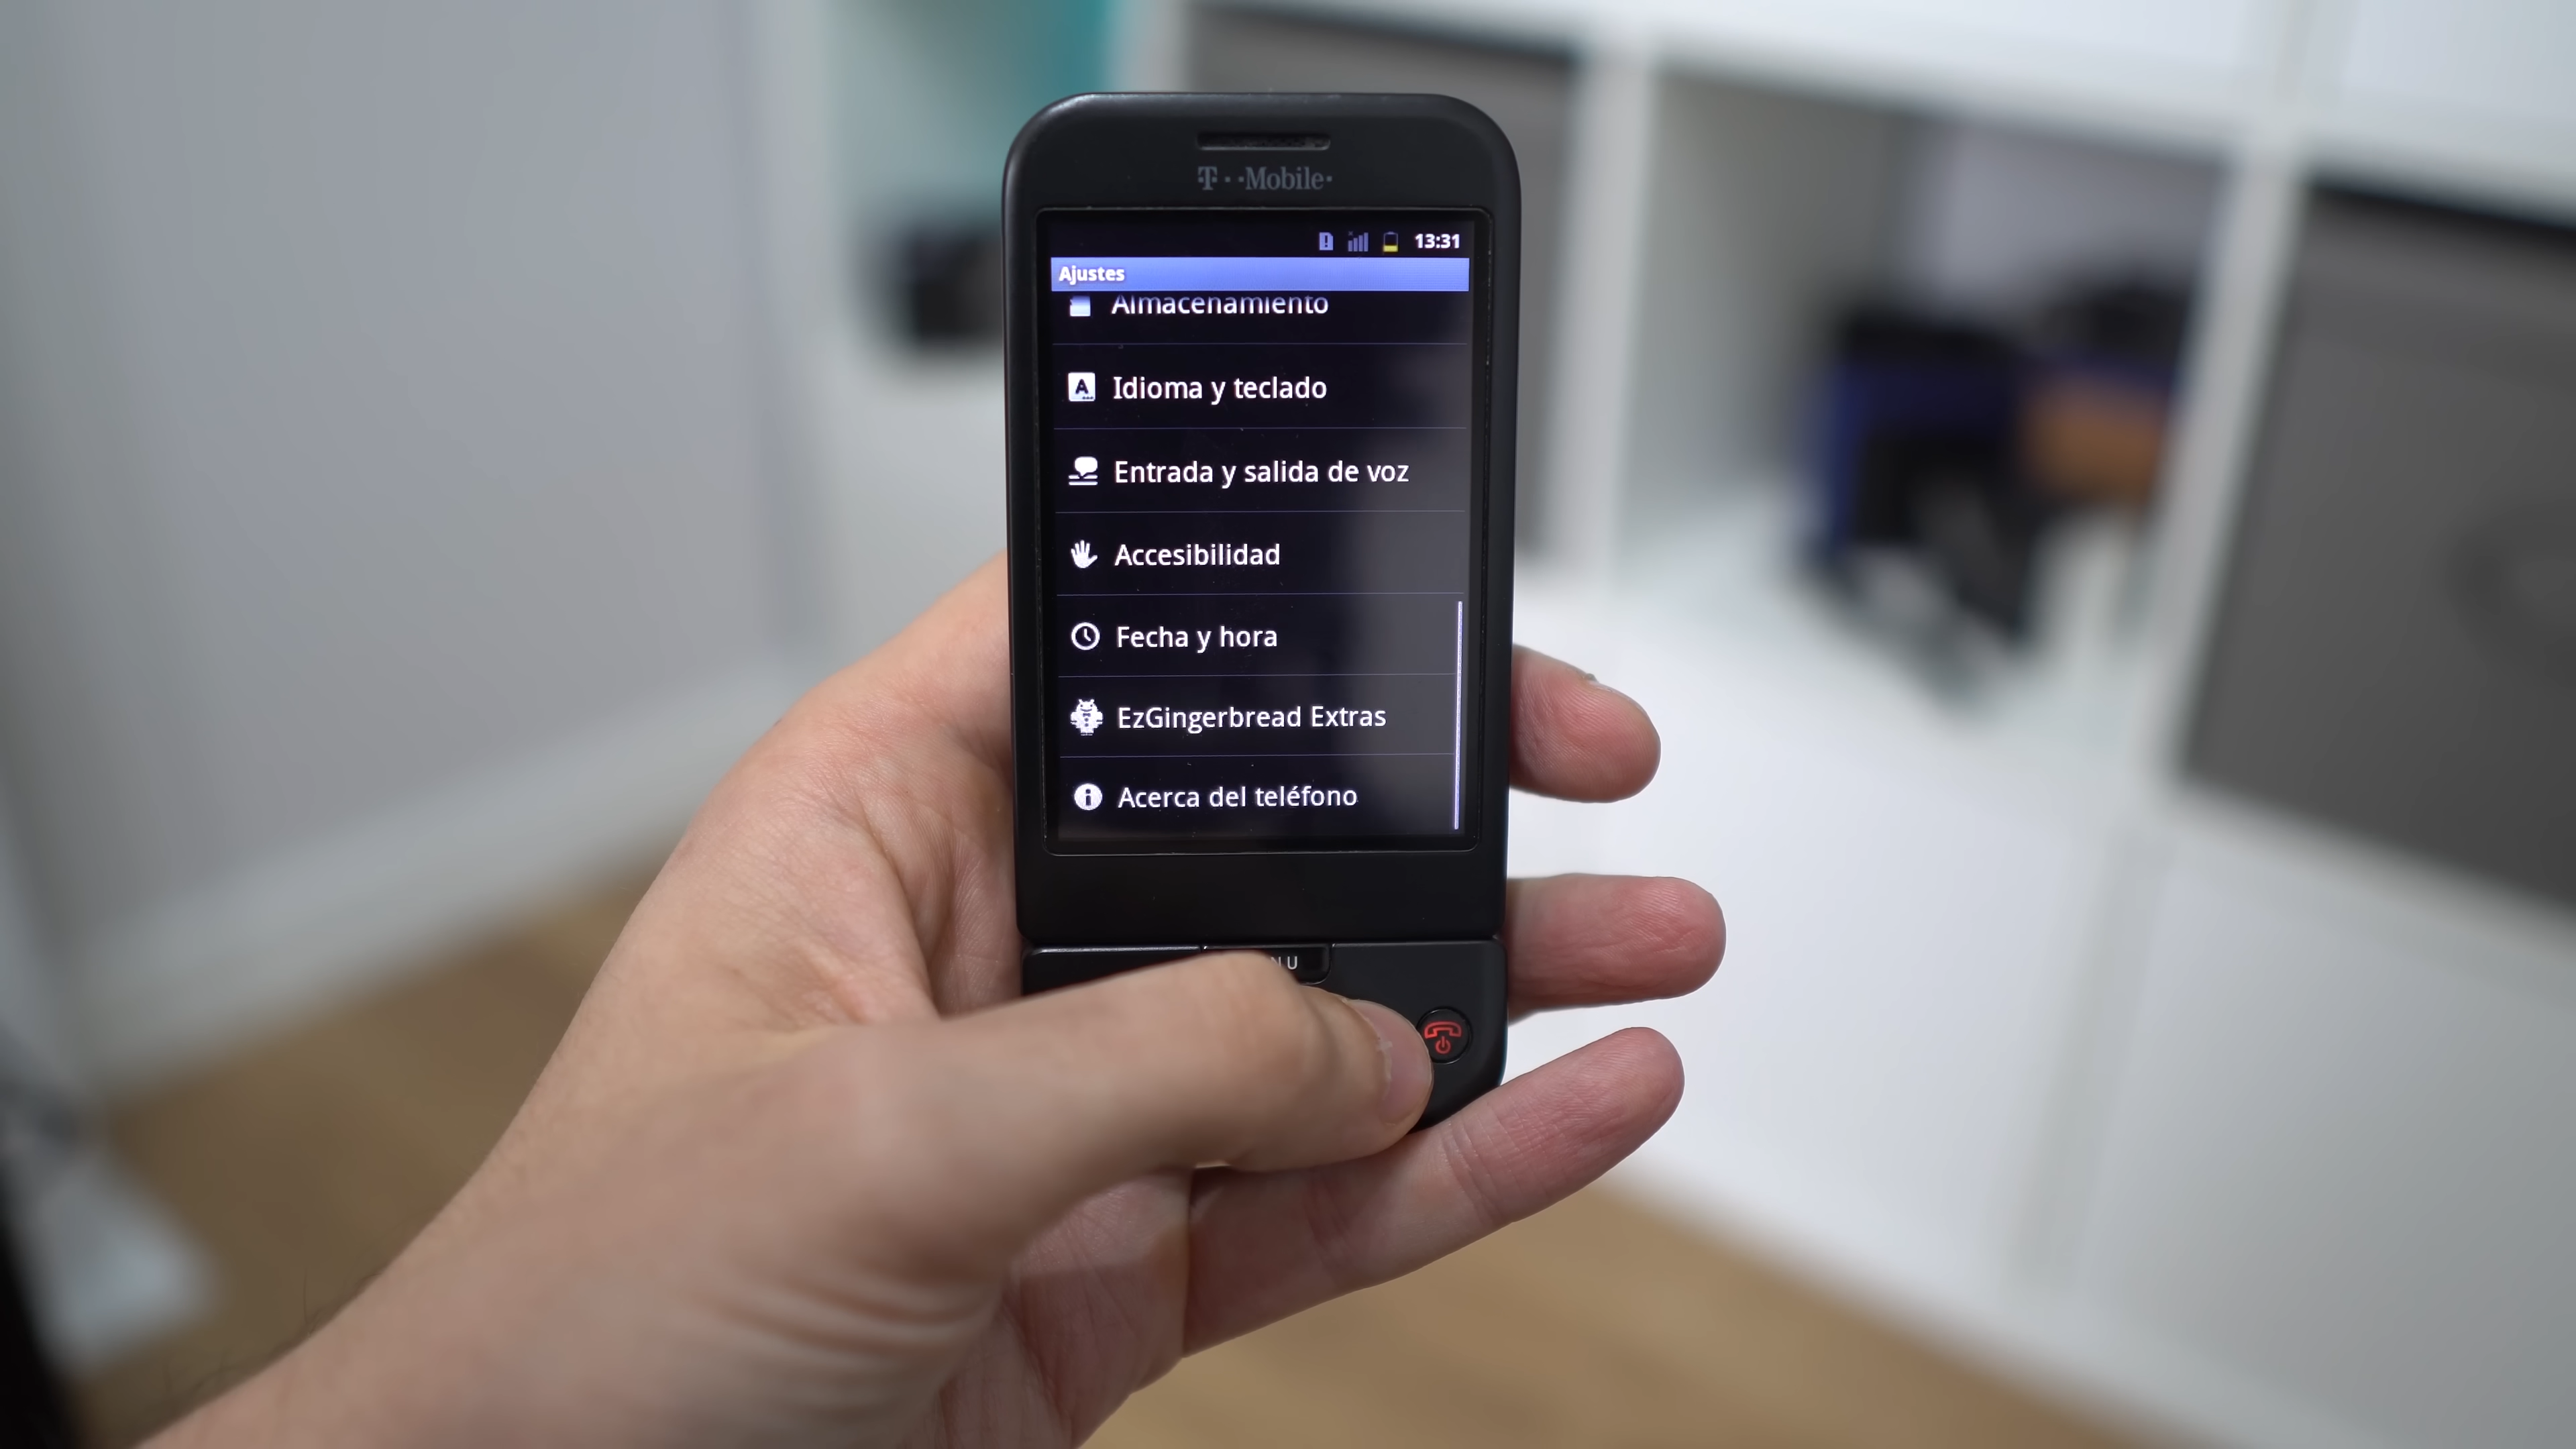 T··Mobile·
13:31
Ajustes
Almacenamiento
Idioma y teclado
Entrada y salida de voz
Accesibilidad
Fecha y hora
EzGingerbread Extras
Acerca del teléfono
NU